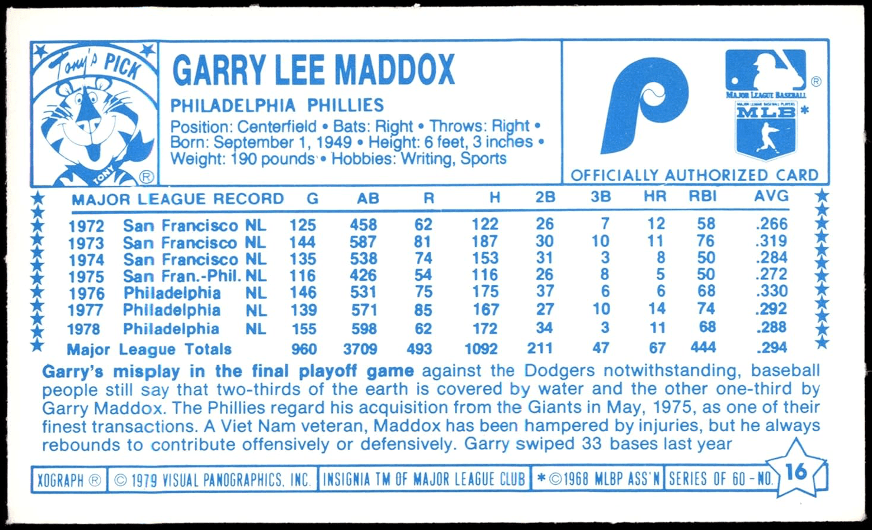 Tony's PICK
TONY
®
GARRY LEE MADDOX
PHILADELPHIA PHILLIES
Position: Centerfield • Bats: Right • Throws: Right •
Born: September 1, 1949 • Height: 6 feet, 3 inches •
Weight: 190 pounds • Hobbies: Writing, Sports
P
®
MAJOR LEAGUE BASEBALL
MAJOR LEAGUE BASEBALL PLAYERS
MLB *
OFFICIALLY AUTHORIZED CARD
MAJOR LEAGUE RECORD G AB R H 2B 3B HR RBI AVG
1972 San Francisco NL 125 458 62 122 26 7 12 58 .266
1973 San Francisco NL 144 587 81 187 30 10 11 76 .319
1974 San Francisco NL 135 538 74 153 31 3 8 50 .284
1975 San Fran.-Phil. NL 116 426 54 116 26 8 5 50 .272
1976 Philadelphia NL 146 531 75 175 37 6 6 68 .330
1977 Philadelphia NL 139 571 85 167 27 10 14 74 .292
1978 Philadelphia NL 155 598 62 172 34 3 11 68 .288
Major League Totals 960 3709 493 1092 211 47 67 444 .294
Garry's misplay in the final playoff game against the Dodgers notwithstanding, baseball
people still say that two-thirds of the earth is covered by water and the other one-third by
Garry Maddox. The Phillies regard his acquisition from the Giants in May, 1975, as one of their
finest transactions. A Viet Nam veteran, Maddox has been hampered by injuries, but he always
rebounds to contribute offensively or defensively. Garry swiped 33 bases last year
XOGRAPH ® © 1979 VISUAL PANOGRAPHICS, INC. INSIGNIA TM OF MAJOR LEAGUE CLUB * ©1968 MLBP ASS'N SERIES OF 60 - NO. 16